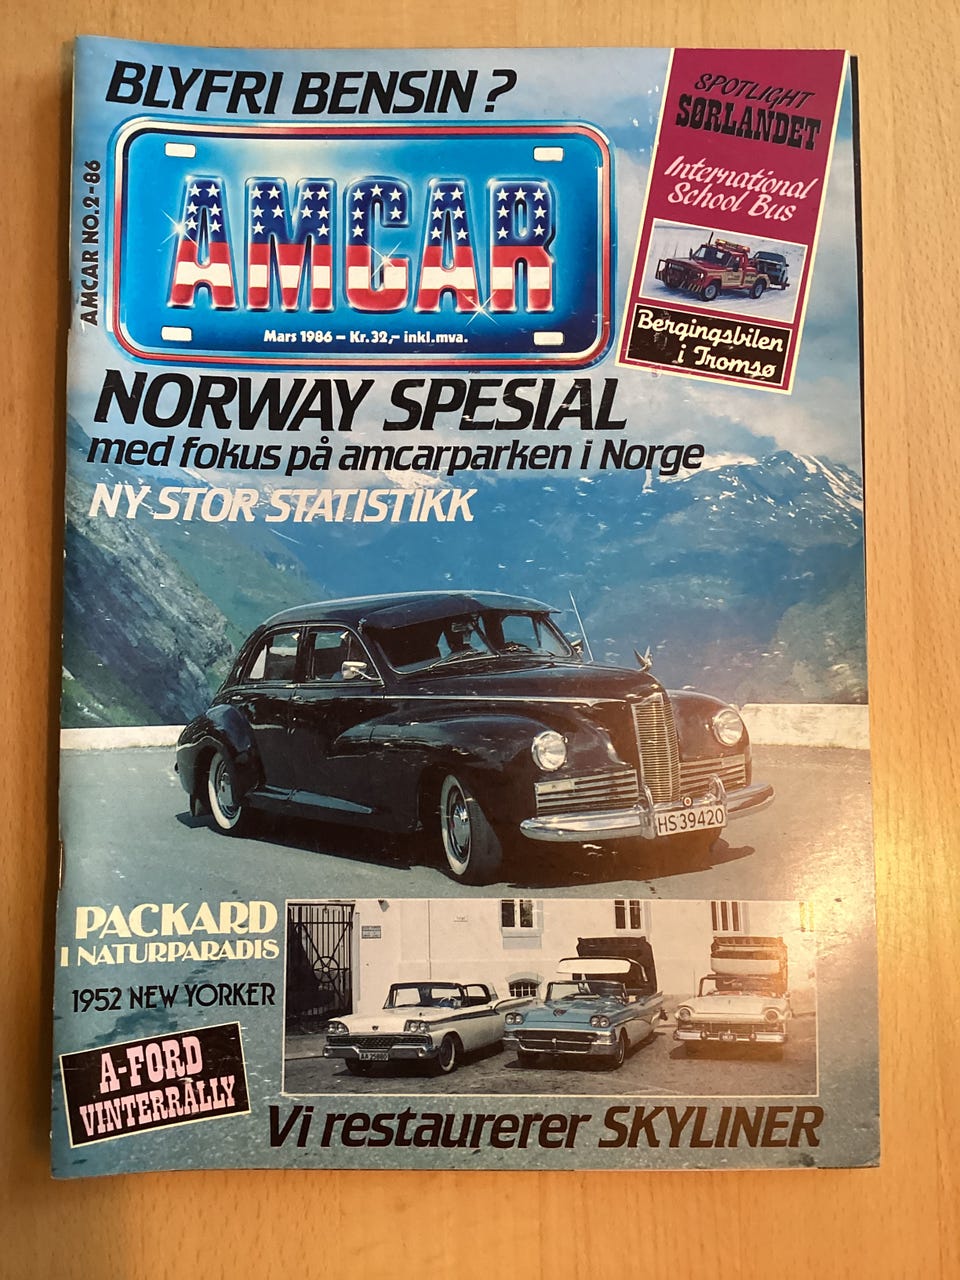 BLYFRI BENSIN?
AMCAR NO.2-86
AMCAR
Mars 1986 – Kr. 32,– inkl.mva.
SPOTLIGHT
SØRLANDET
International
School Bus
Bergingsbilen
i Tromsø
NORWAY SPESIAL
med fokus på amcarparken i Norge
NY STOR STATISTIKK
HS39420
PACKARD
I NATURPARADIS
1952 NEW YORKER
A-FORD
VINTERRALLY
Vi restaurerer SKYLINER